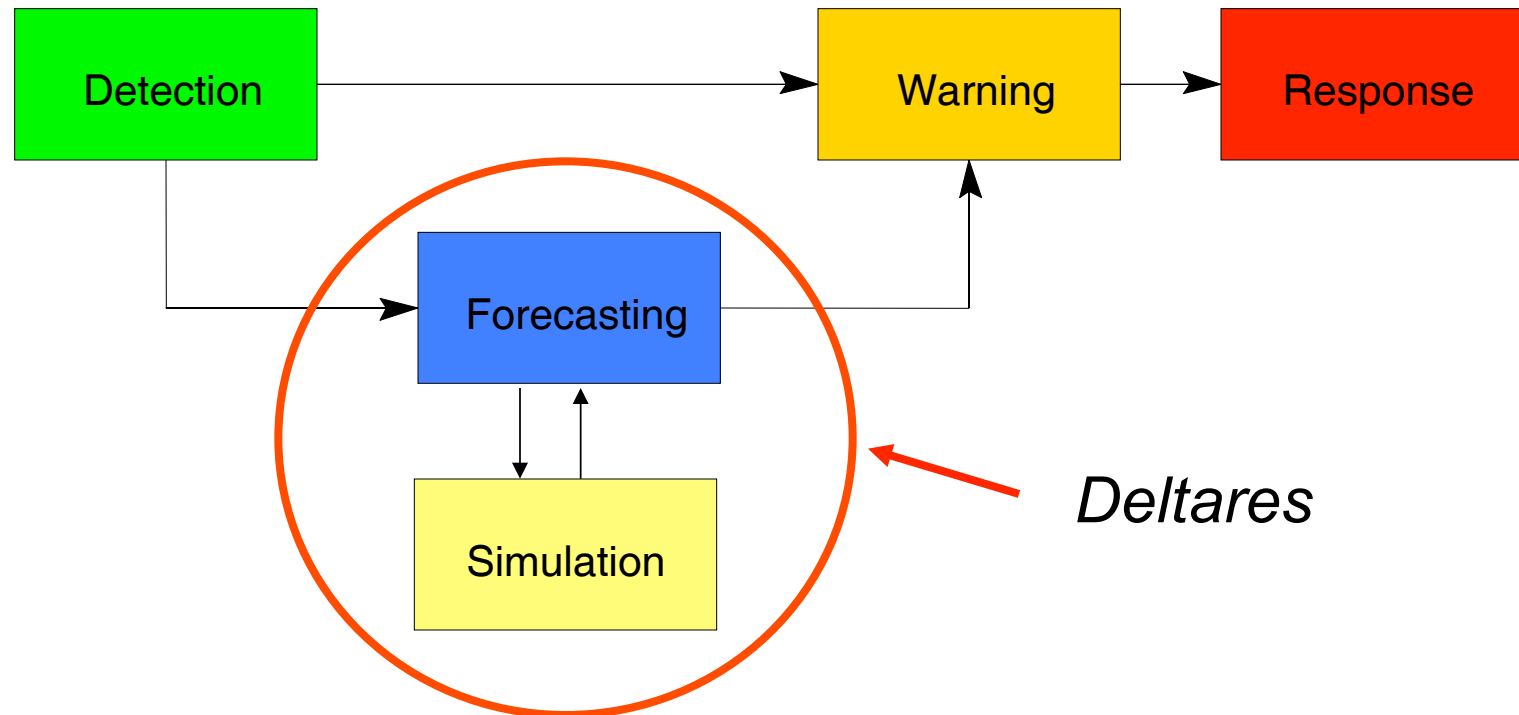 Detection
Warning
Response
Forecasting
Simulation
Deltares